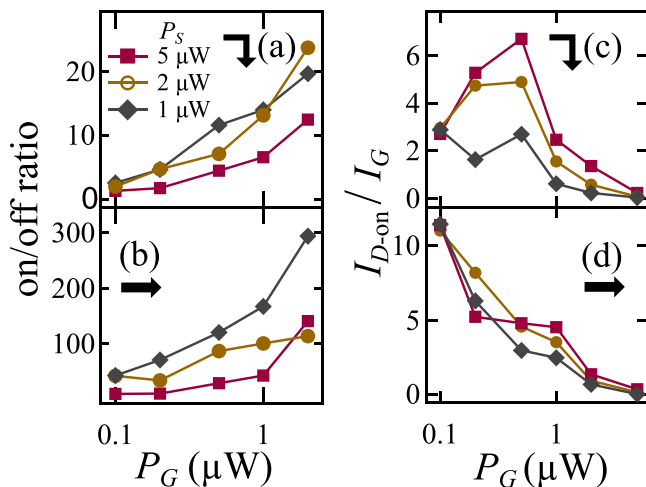 P_S
5 μW
2 μW
1 μW
(a)
20
10
0
on/off ratio
(b)
300
200
100
0.1
1
P_G (μW)
(c)
6
4
2
0
I_{D-on} / I_G
(d)
10
5
0
0.1
1
P_G (μW)